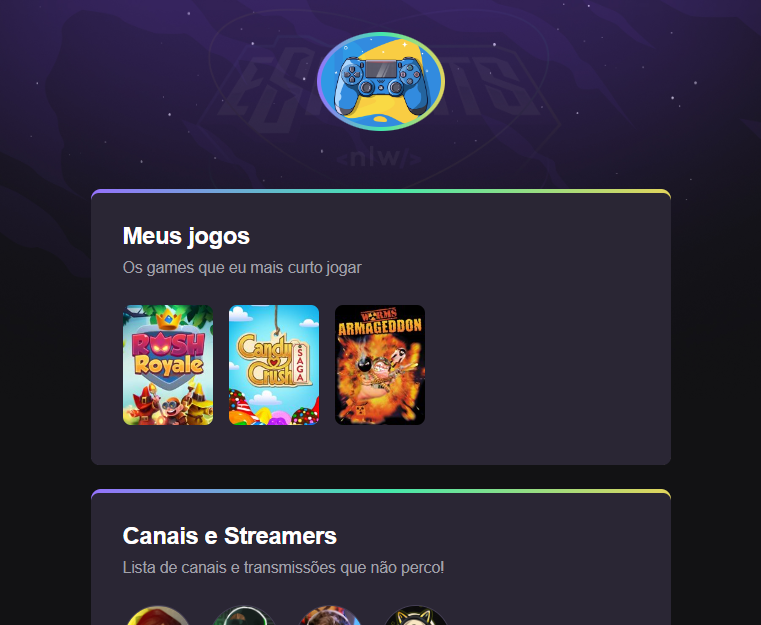 eSPORTS
<nlw/>
Meus jogos
Os games que eu mais curto jogar
RUSH
Royale
Candy
Crush
SAGA
WORMS
ARMAGEDDON
Canais e Streamers
Lista de canais e transmissões que não perco!